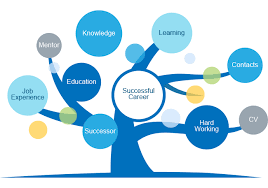 Knowledge
Learning
Mentor
Contacts
Education
Successful
Career
Job
Experience
Successor
Hard
Working
CV